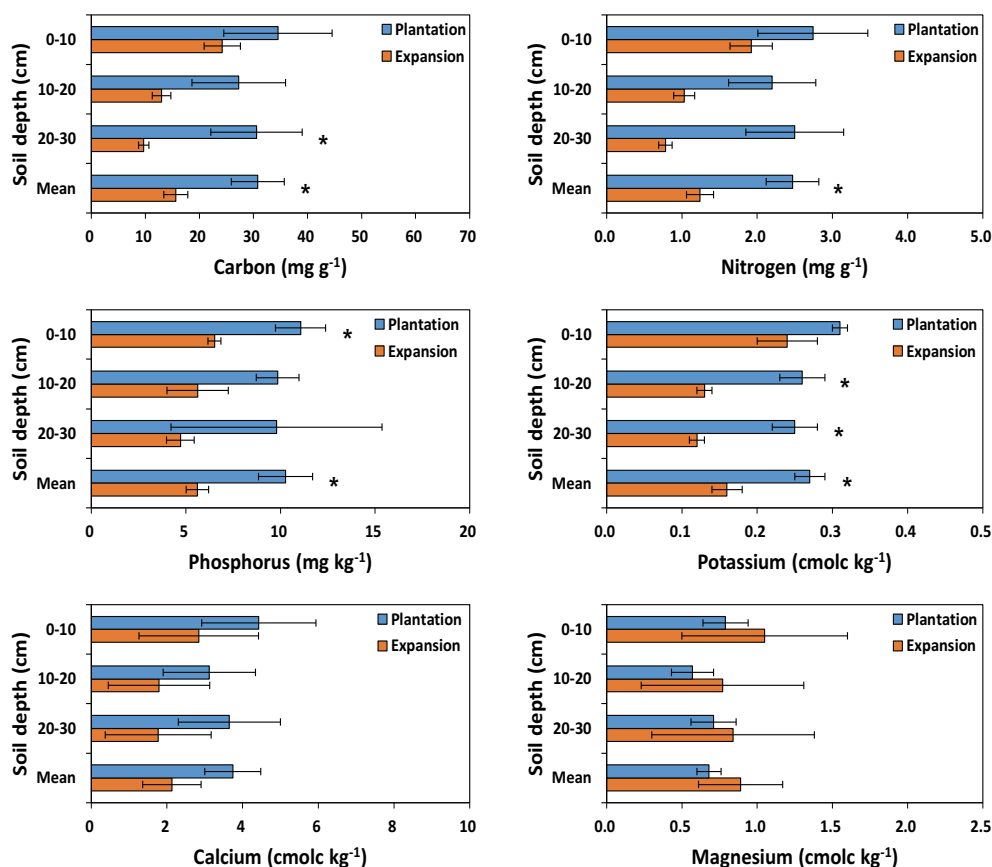 Soil depth (cm)
0-10
10-20
20-30
Mean
Plantation
Expansion
*
*
0 10 20 30 40 50 60 70
Carbon (mg g-1)
Soil depth (cm)
0-10
10-20
20-30
Mean
Plantation
Expansion
*
0.0 1.0 2.0 3.0 4.0 5.0
Nitrogen (mg g-1)
Soil depth (cm)
0-10
10-20
20-30
Mean
Plantation
Expansion
*
*
0 5 10 15 20
Phosphorus (mg kg-1)
Soil depth (cm)
0-10
10-20
20-30
Mean
Plantation
Expansion
*
*
*
0.0 0.1 0.2 0.3 0.4 0.5
Potassium (cmolc kg-1)
Soil depth (cm)
0-10
10-20
20-30
Mean
Plantation
Expansion
0 2 4 6 8 10
Calcium (cmolc kg-1)
Soil depth (cm)
0-10
10-20
20-30
Mean
Plantation
Expansion
0.0 0.5 1.0 1.5 2.0 2.5
Magnesium (cmolc kg-1)